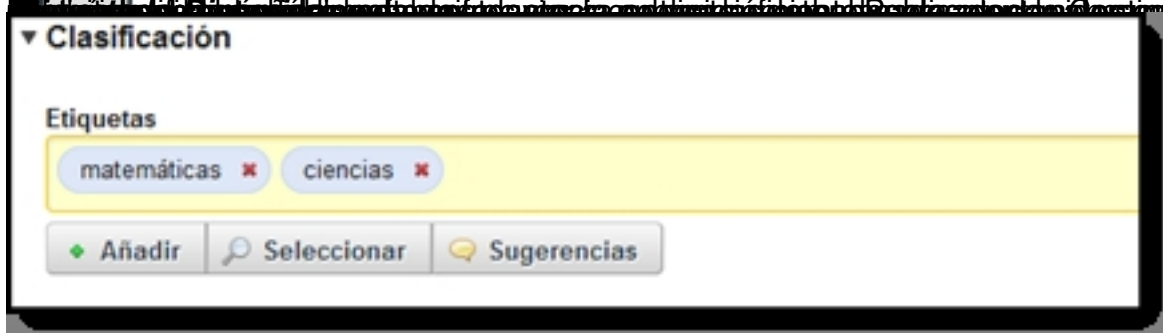 Clasificación
Etiquetas
matemáticas ciencias
Añadir Seleccionar Sugerencias